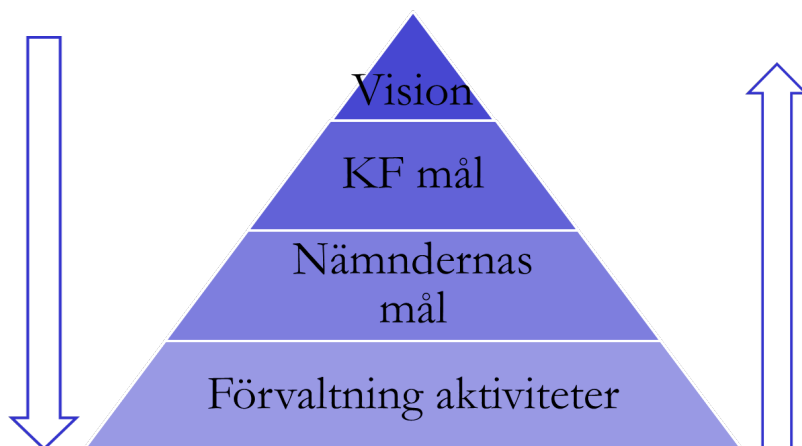 Vision
KF mål
Nämndernas
mål
Förvaltning aktiviteter